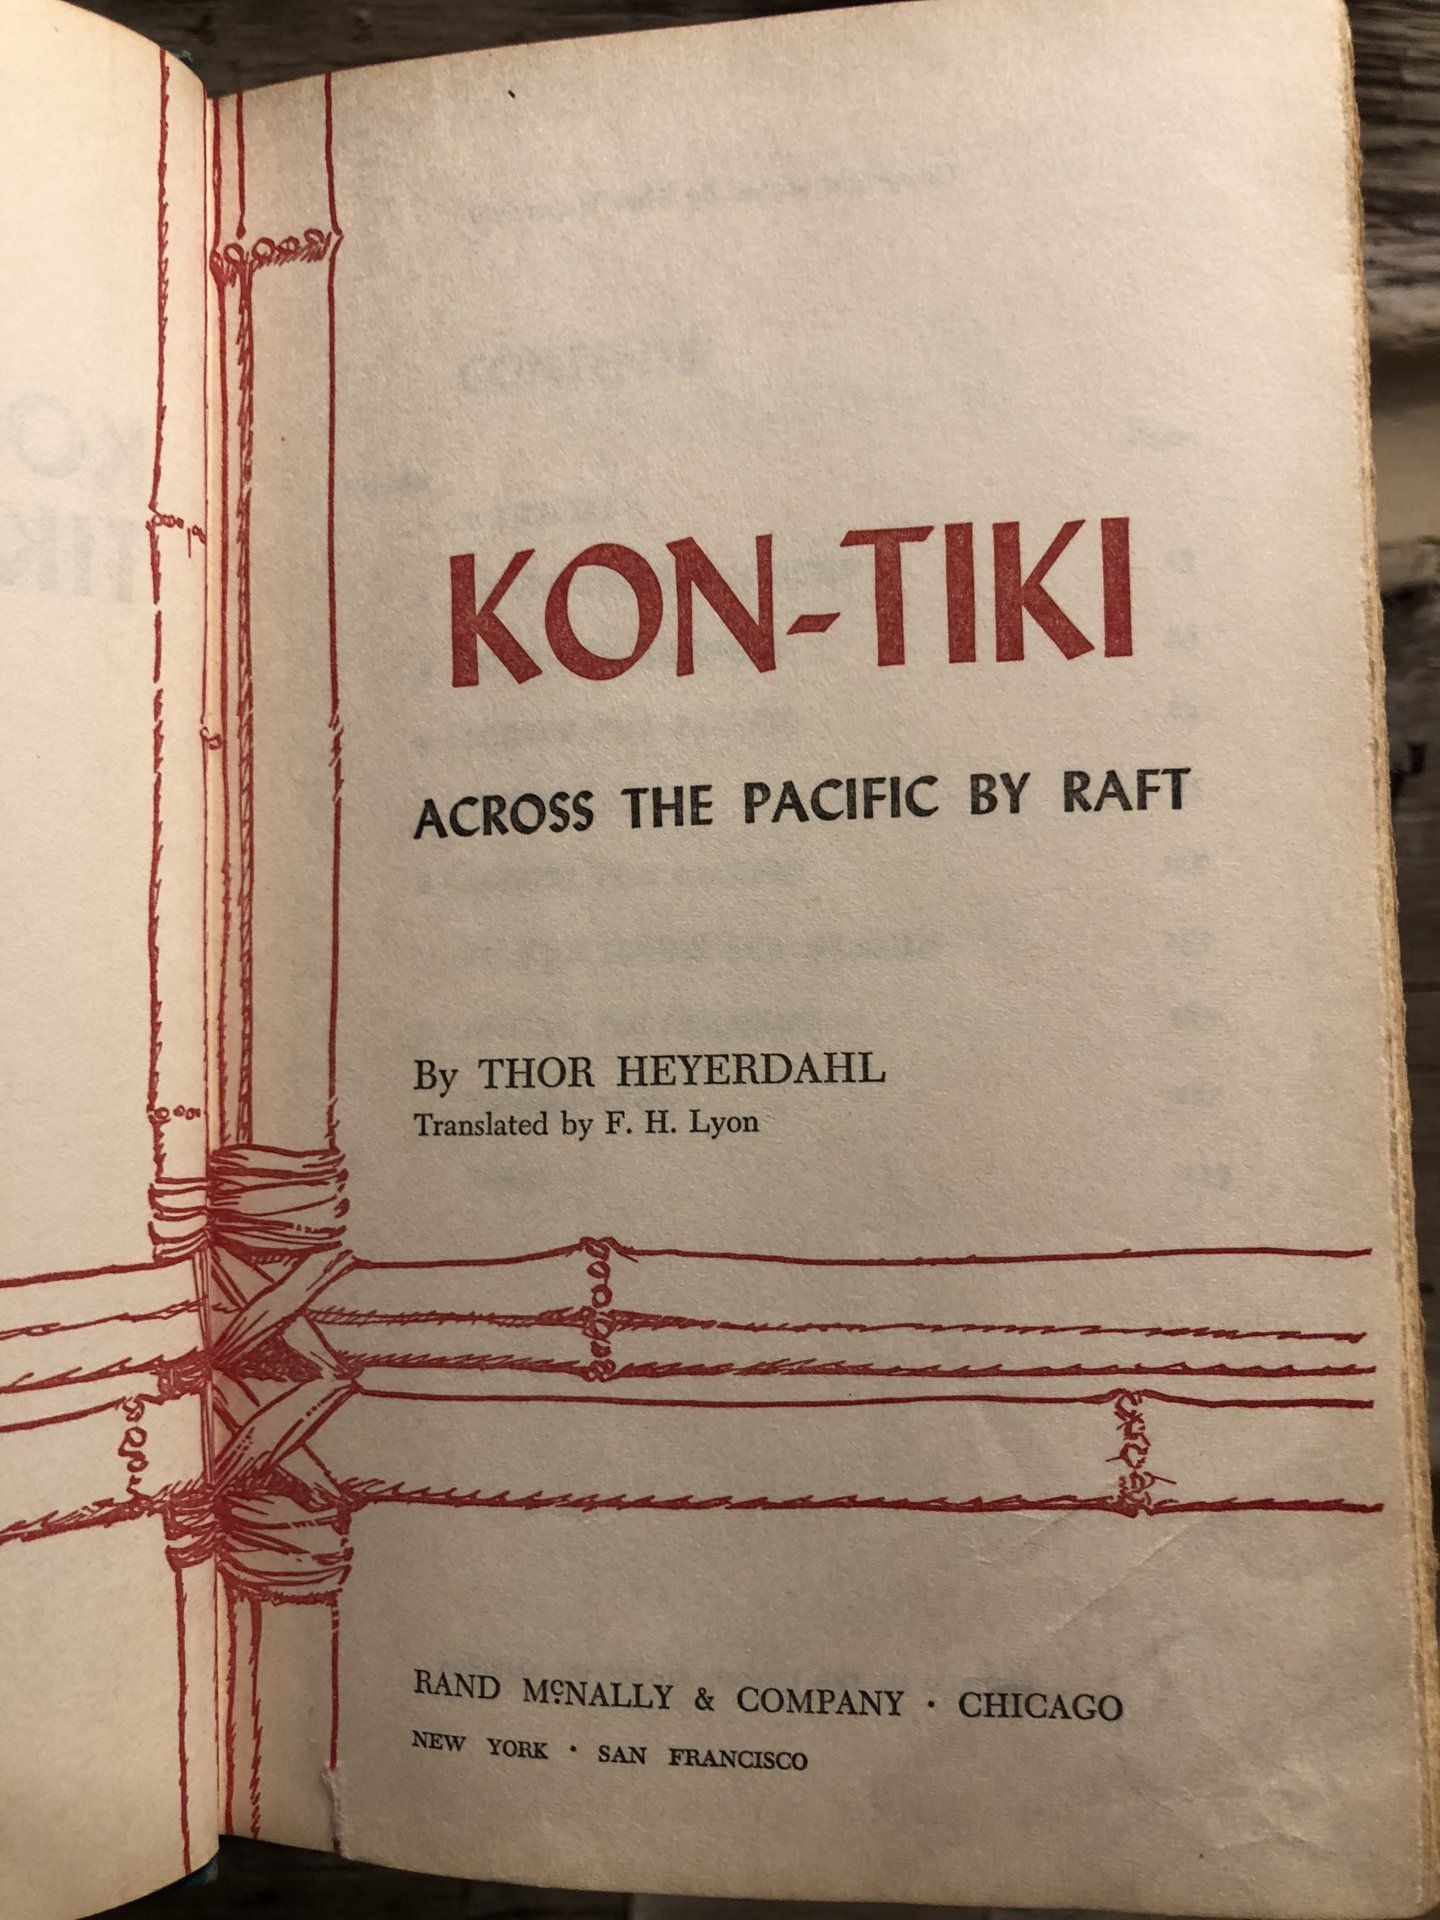 KON-TIKI
ACROSS THE PACIFIC BY RAFT
By THOR HEYERDAHL
Translated by F. H. Lyon
RAND McNALLY & COMPANY · CHICAGO
NEW YORK · SAN FRANCISCO